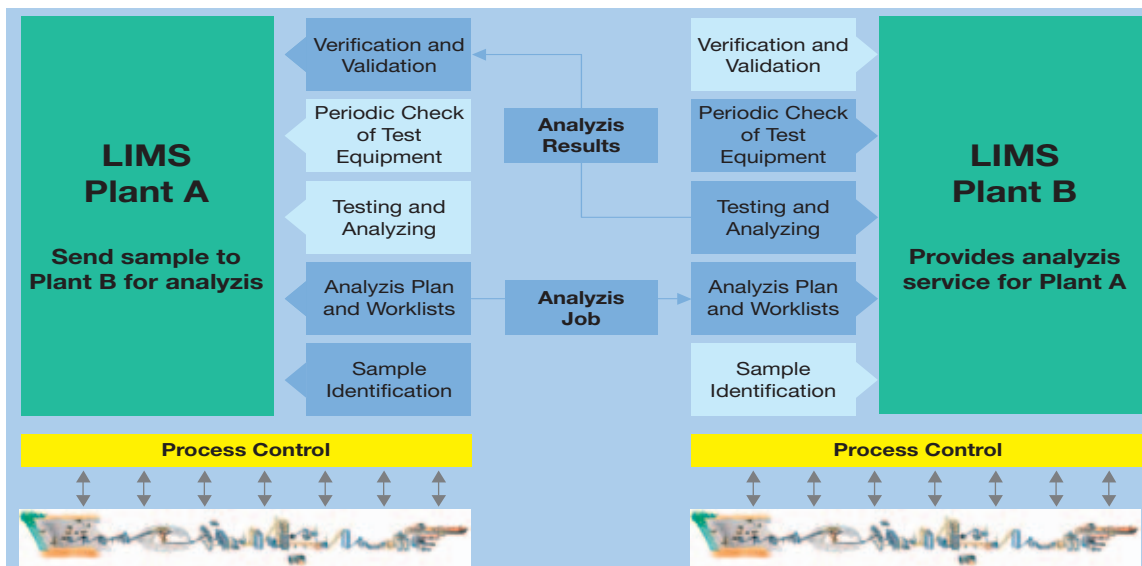 LIMS
Plant A
Send sample to
Plant B for analyzis
Verification and
Validation
Periodic Check
of Test
Equipment
Testing and
Analyzing
Analyzis Plan
and Worklists
Sample
Identification
Analyzis
Results
Analyzis
Job
Verification and
Validation
Periodic Check
of Test
Equipment
Testing and
Analyzing
Analyzis Plan
and Worklists
Sample
Identification
LIMS
Plant B
Provides analyzis
service for Plant A
Process Control
Process Control